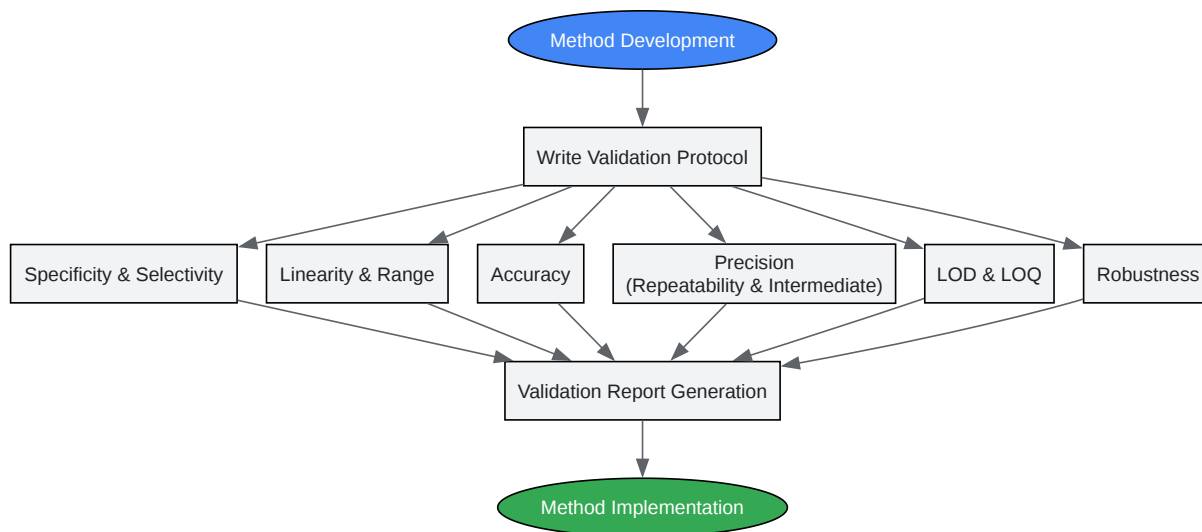 Method Development
Write Validation Protocol
Specificity & Selectivity
Linearity & Range
Accuracy
Precision
(Repeatability & Intermediate)
LOD & LOQ
Robustness
Validation Report Generation
Method Implementation